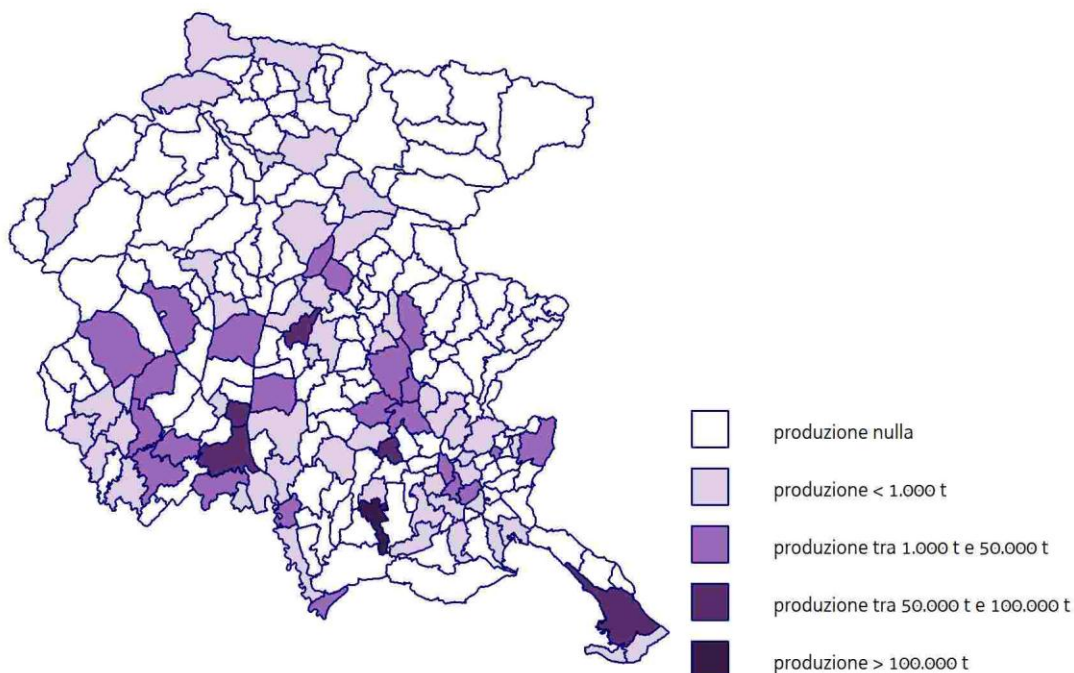 produzione nulla
produzione < 1.000 t
produzione tra 1.000 t e 50.000 t
produzione tra 50.000 t e 100.000 t
produzione > 100.000 t